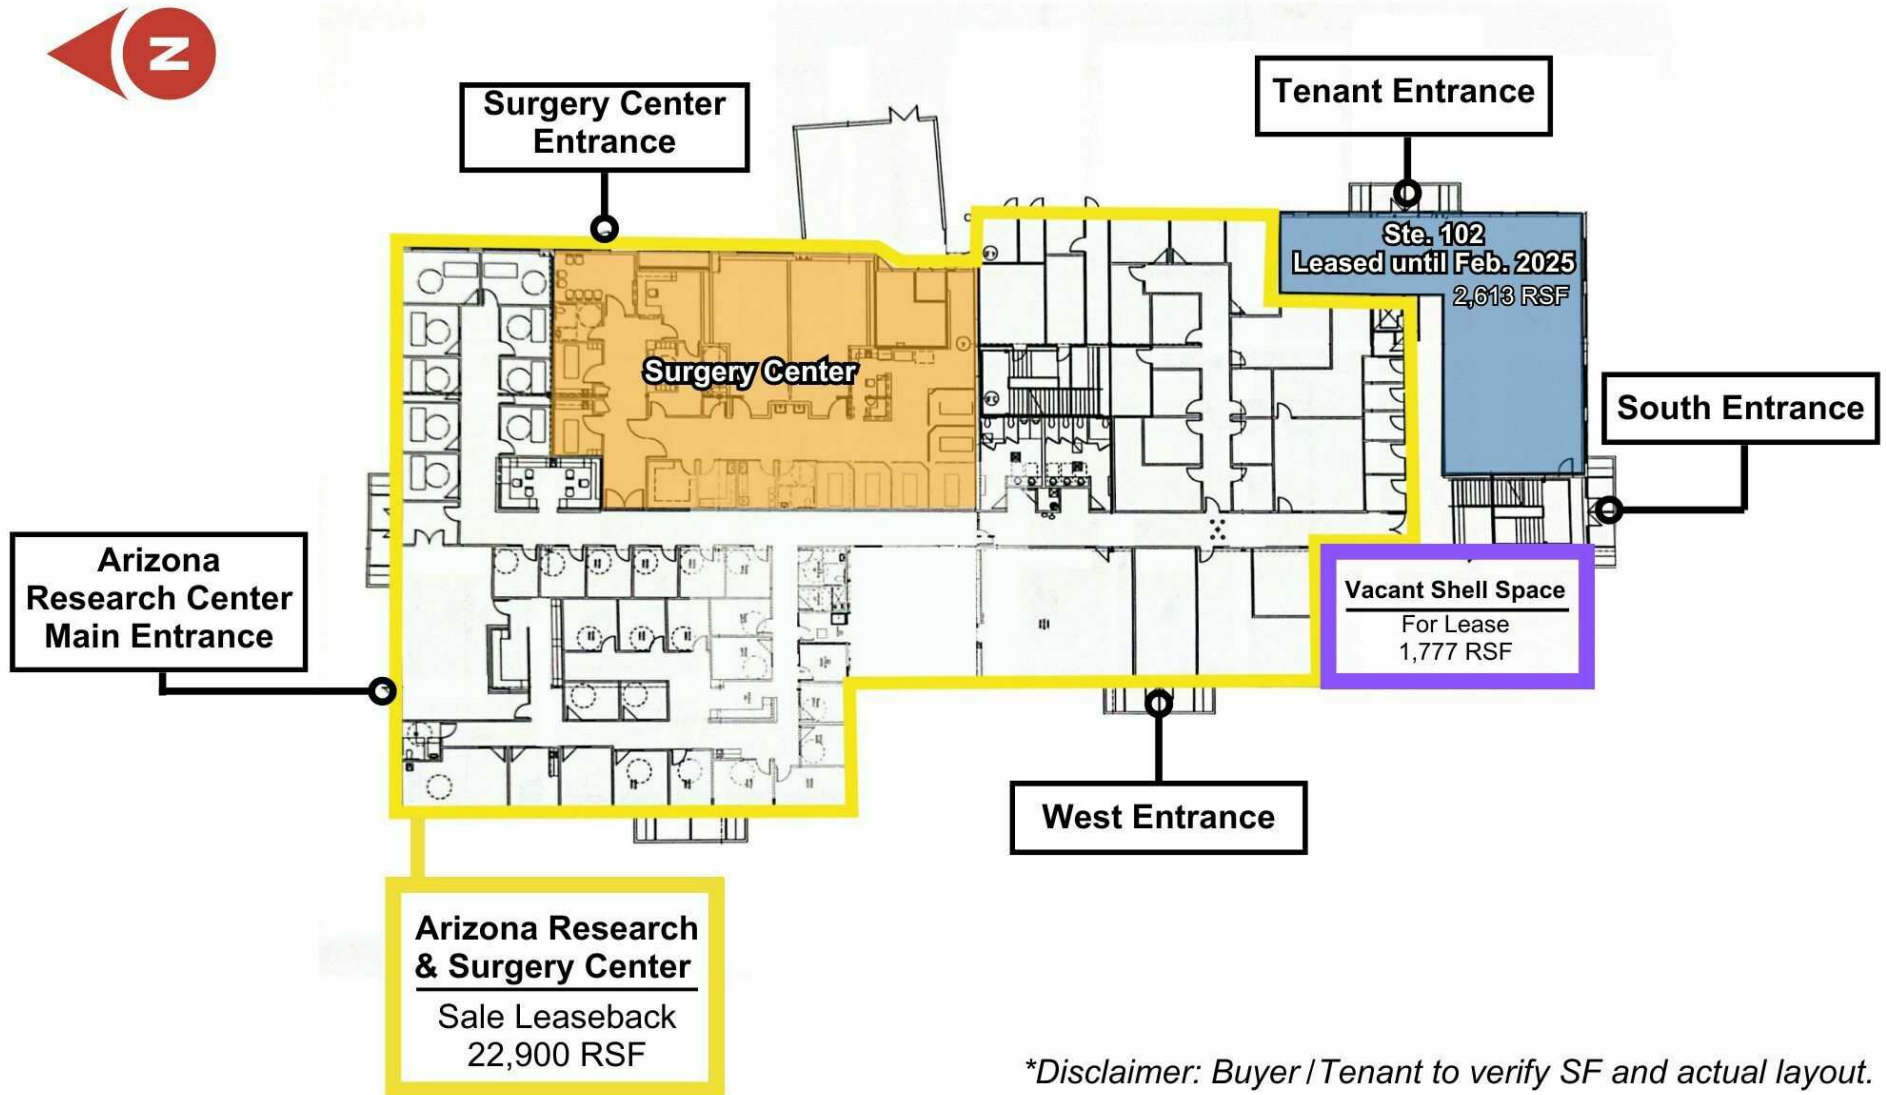 N
Surgery Center
Entrance
Tenant Entrance
Ste. 102
Leased until Feb. 2025
2,613 RSF
Surgery Center
South Entrance
Arizona
Research Center
Main Entrance
Vacant Shell Space
For Lease
1,777 RSF
West Entrance
Arizona Research
& Surgery Center
Sale Leaseback
22,900 RSF
*Disclaimer: Buyer / Tenant to verify SF and actual layout.